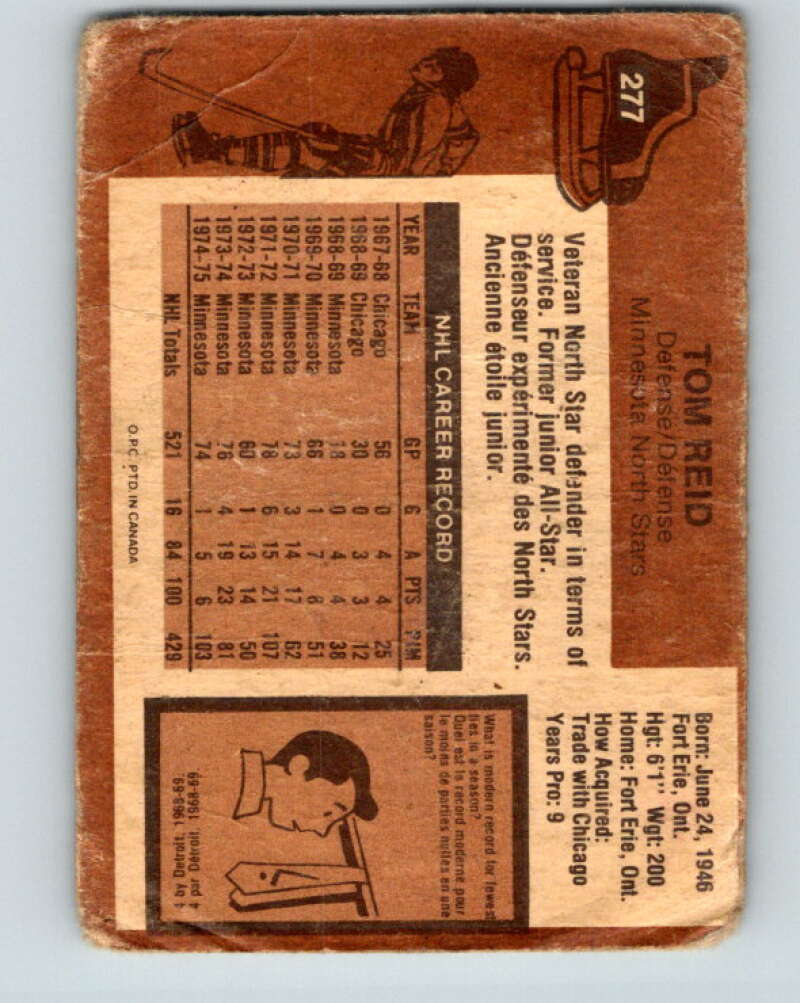 277
TOM REID
Defense/Défense
Minnesota North Stars
Born: June 24, 1946
Fort Erie, Ont.
Hgt: 6'1" Wgt: 200
Home: Fort Erie, Ont.
How Acquired:
Trade with Chicago
Years Pro: 9
Veteran North Star defender in terms of
service. Former junior All-Star.
Défenseur expérimenté des North Stars.
Ancienne étoile junior.
NHL CAREER RECORD
YEAR TEAM GP G A PTS PIM
1967-68 Chicago 56 0 4 4 25
1968-69 Chicago 30 0 3 3 12
1968-69 Minnesota 18 0 4 4 38
1969-70 Minnesota 66 1 7 8 51
1970-71 Minnesota 73 3 14 17 62
1971-72 Minnesota 78 6 15 21 107
1972-73 Minnesota 60 1 13 14 50
1973-74 Minnesota 76 4 19 23 81
1974-75 Minnesota 74 1 5 6 103
NHL Totals 521 16 84 100 429
What is modern record for fewest
ties in a season?
Quel est le record moderne pour
le moins de parties nulles en une
saison?
4 by Detroit, 1968-69.
4 par Detroit, 1968-69.
O.P.C. PTD. IN CANADA